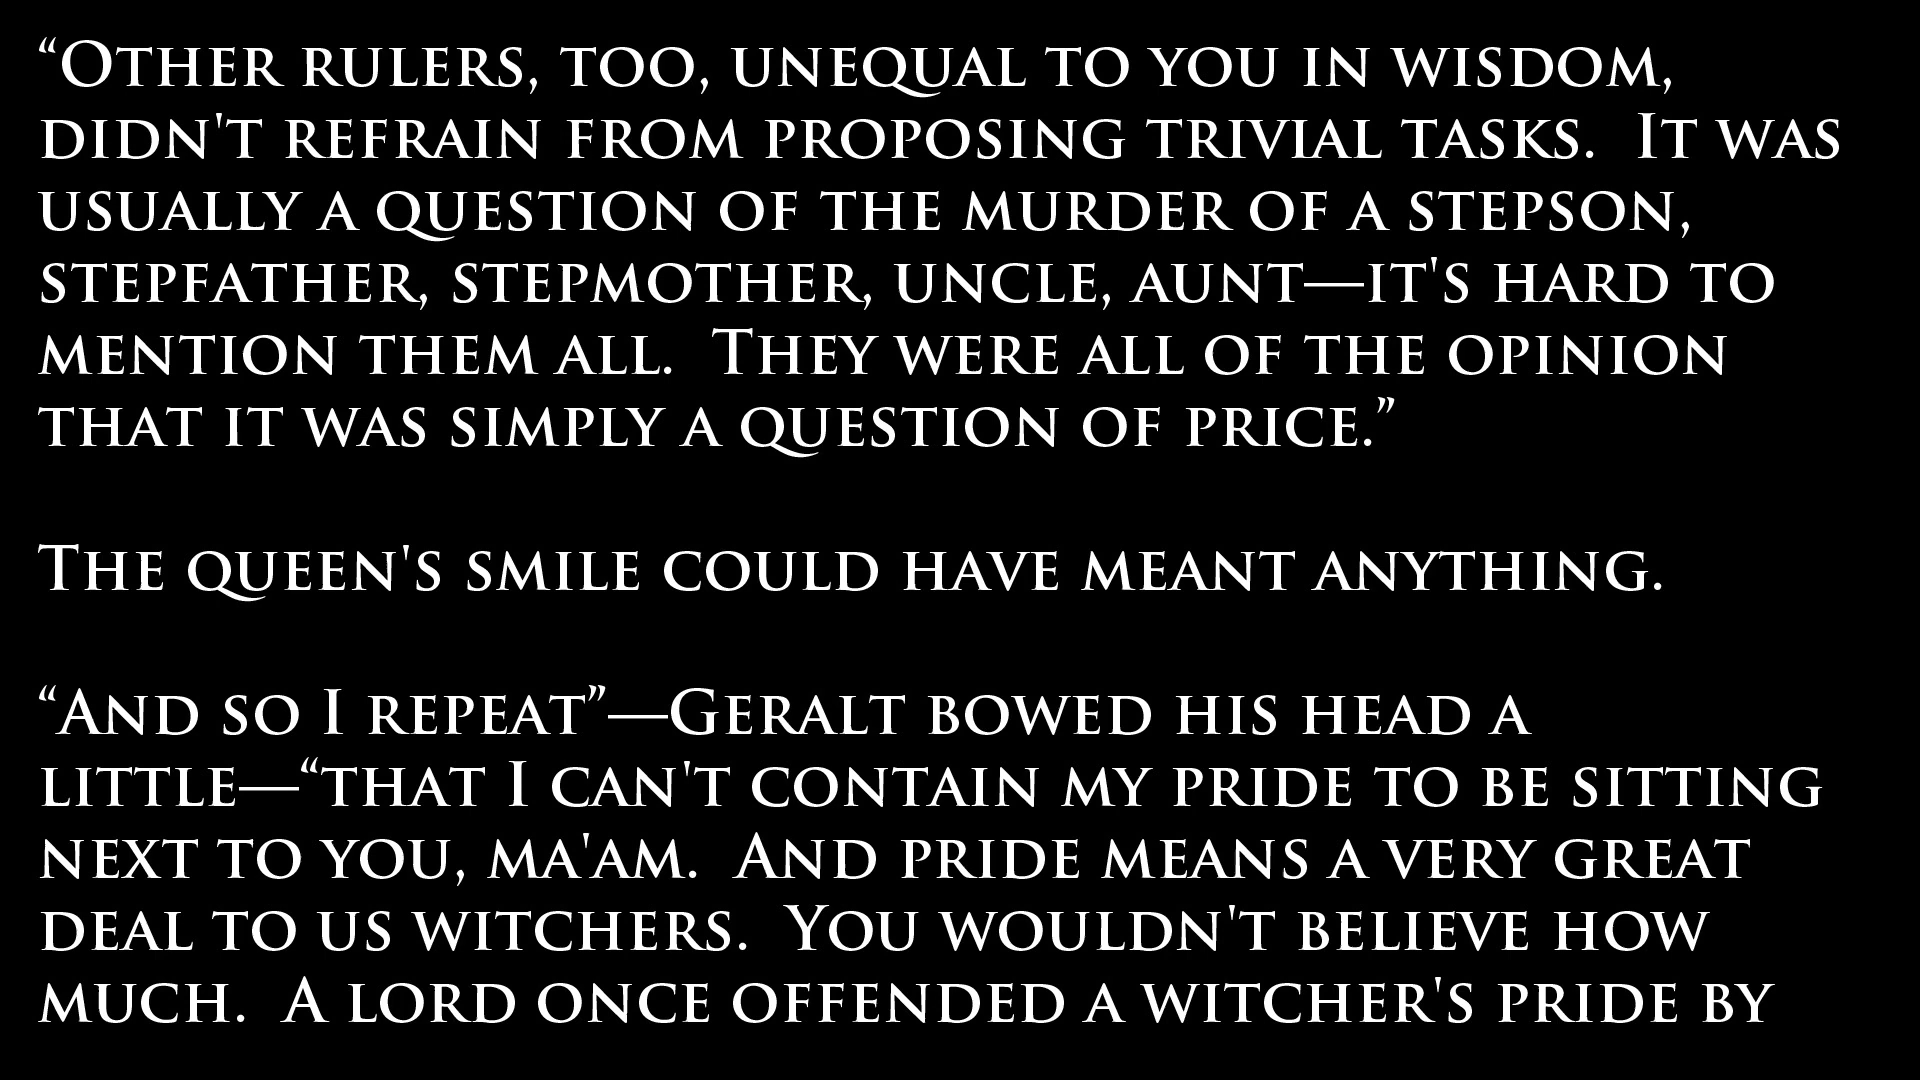 “Other rulers, too, unequal to you in wisdom,
didn't refrain from proposing trivial tasks.  It was
usually a question of the murder of a stepson,
stepfather, stepmother, uncle, aunt—it's hard to
mention them all.  They were all of the opinion
that it was simply a question of price.”
The queen's smile could have meant anything.
“And so I repeat”—Geralt bowed his head a
little—“that I can't contain my pride to be sitting
next to you, ma'am.  And pride means a very great
deal to us witchers.  You wouldn't believe how
much.  A lord once offended a witcher's pride by